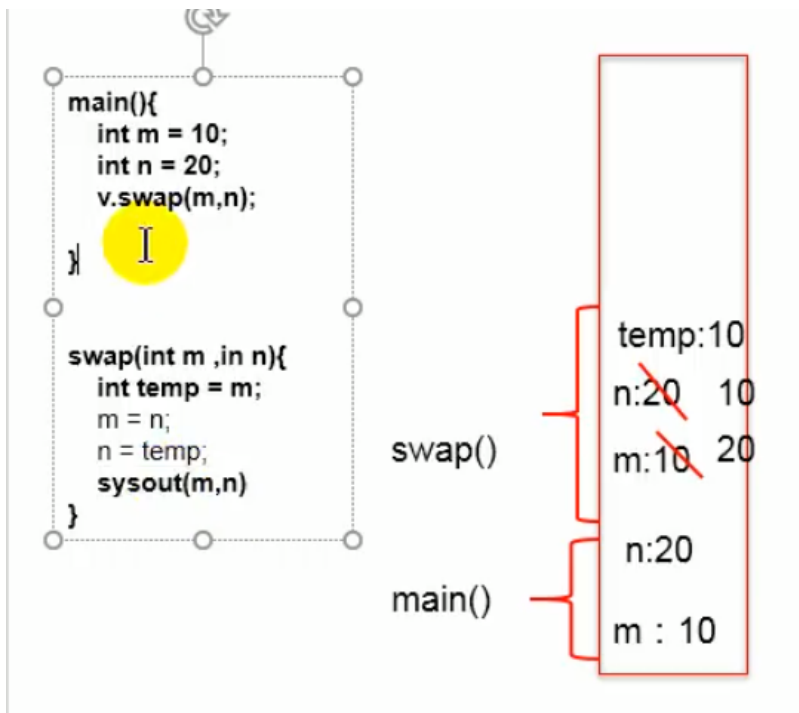 main(){
int m = 10;
int n = 20;
v.swap(m,n);
}
swap(int m ,in n){
int temp = m;
m = n;
n = temp;
sysout(m,n)
}
swap()
main()
temp:10
n:20 10
m:10 20
n:20
m : 10